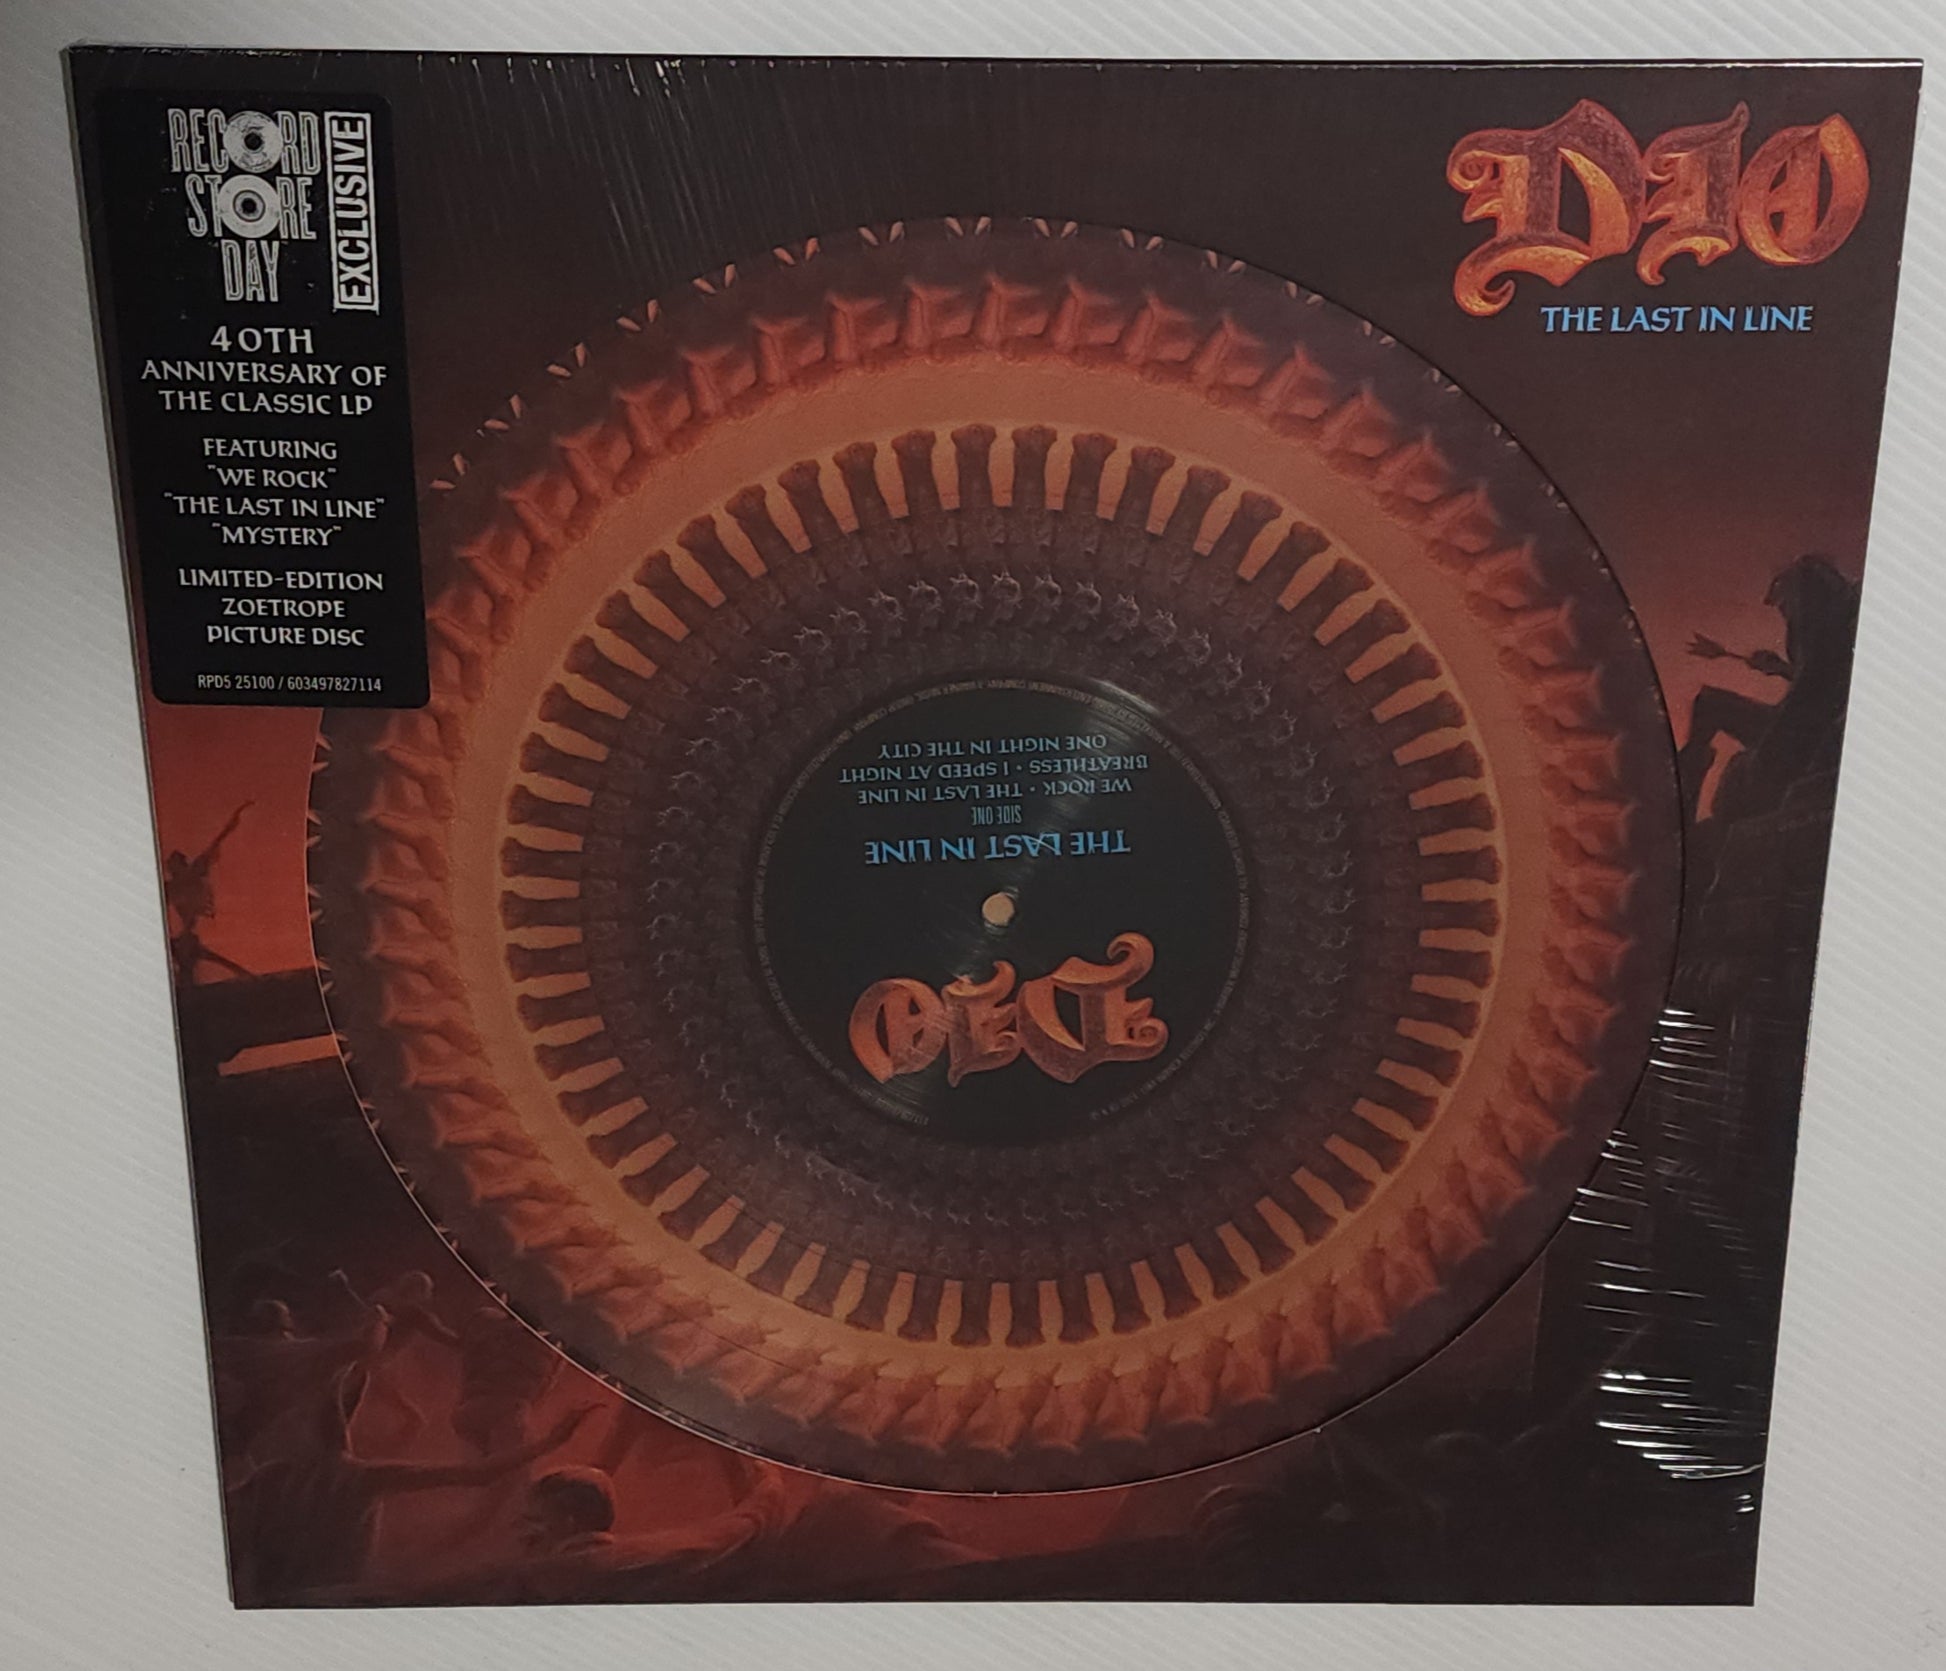 RECORD
STORE
DAY
EXCLUSIVE
40TH
ANNIVERSARY OF
THE CLASSIC LP
FEATURING
"WE ROCK"
"THE LAST IN LINE"
"MYSTERY"
LIMITED-EDITION
ZOETROPE
PICTURE DISC
RPD5 25100 / 603497827114
DIO
THE LAST IN LINE
DIO
THE LAST IN LINE
SIDE ONE
WE ROCK • THE LAST IN LINE
BREATHLESS • I SPEED AT NIGHT
ONE NIGHT IN THE CITY